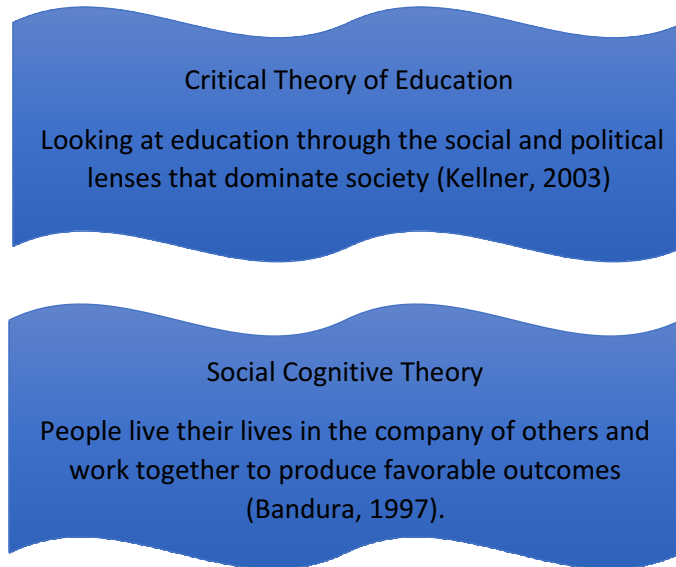 Critical Theory of Education
Looking at education through the social and political
lenses that dominate society (Kellner, 2003)
Social Cognitive Theory
People live their lives in the company of others and
work together to produce favorable outcomes
(Bandura, 1997).